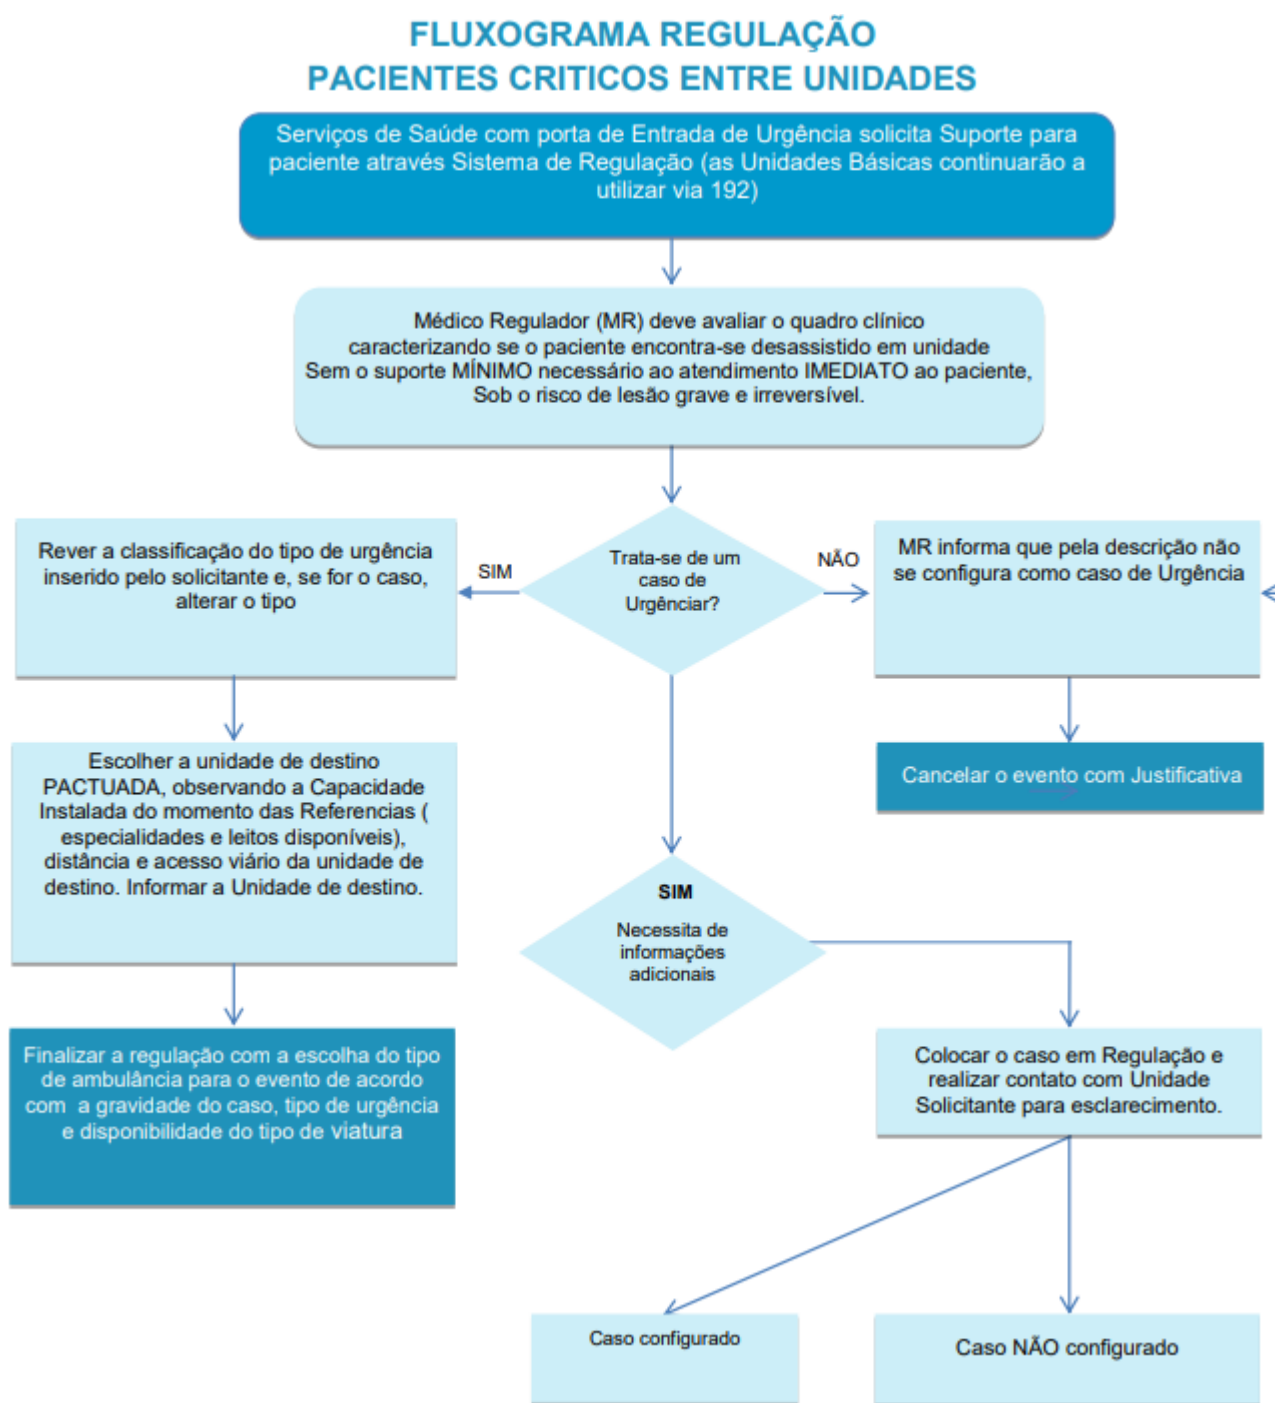 FLUXOGRAMA REGULAÇÃO
PACIENTES CRITICOS ENTRE UNIDADES
Serviços de Saúde com porta de Entrada de Urgência solicita Suporte para
paciente através Sistema de Regulação (as Unidades Básicas continuarão a
utilizar via 192)
Médico Regulador (MR) deve avaliar o quadro clínico
caracterizando se o paciente encontra-se desassistido em unidade
Sem o suporte MÍNIMO necessário ao atendimento IMEDIATO ao paciente,
Sob o risco de lesão grave e irreversível.
Rever a classificação do tipo de urgência
inserido pelo solicitante e, se for o caso,
alterar o tipo
SIM
Trata-se de um
caso de
Urgênciar?
NÃO
MR informa que pela descrição não
se configura como caso de Urgência
Escolher a unidade de destino
PACTUADA, observando a Capacidade
Instalada do momento das Referencias (
especialidades e leitos disponíveis),
distância e acesso viário da unidade de
destino. Informar a Unidade de destino.
Cancelar o evento com Justificativa
SIM
Necessita de
informações
adicionais
Finalizar a regulação com a escolha do tipo
de ambulância para o evento de acordo
com a gravidade do caso, tipo de urgência
e disponibilidade do tipo de viatura
Colocar o caso em Regulação e
realizar contato com Unidade
Solicitante para esclarecimento.
Caso configurado
Caso NÃO configurado